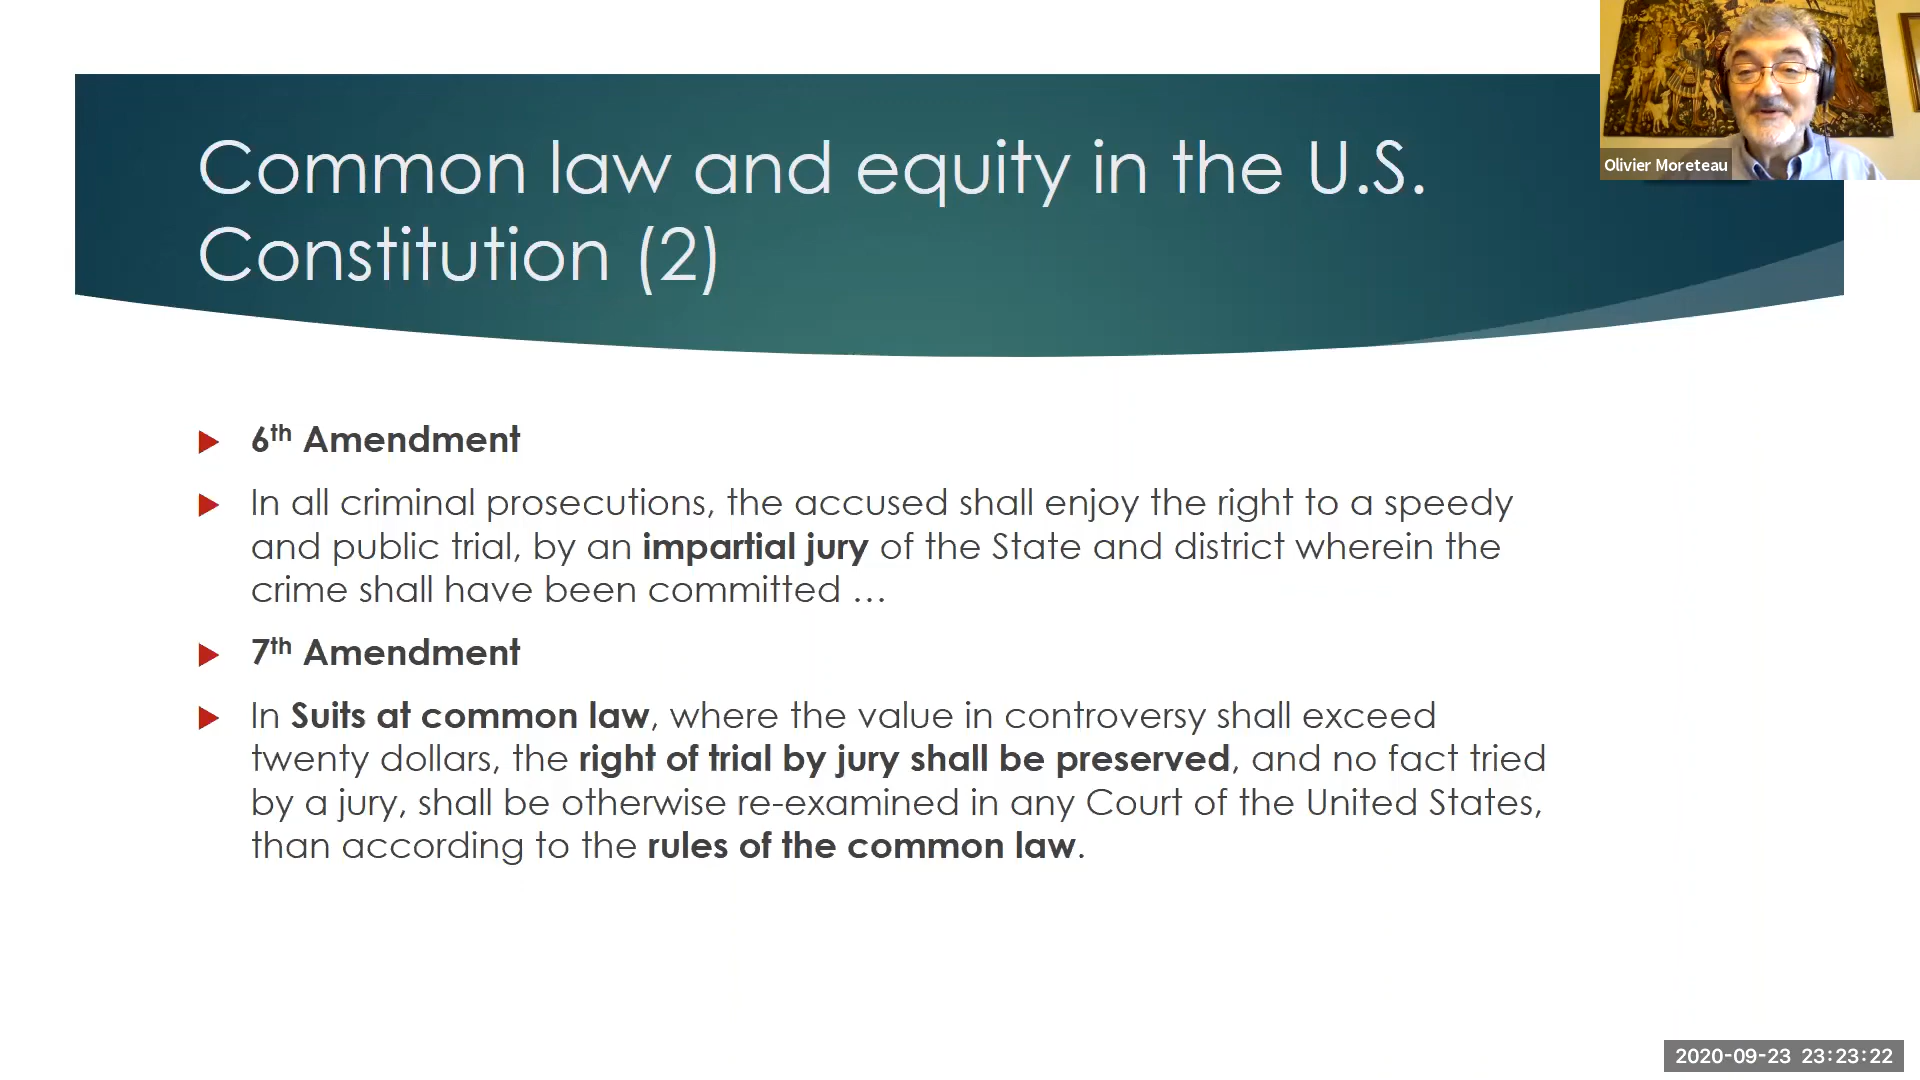 Common law and equity in the U.S.
Constitution (2)
Olivier Moreteau
6th Amendment
In all criminal prosecutions, the accused shall enjoy the right to a speedy
and public trial, by an impartial jury of the State and district wherein the
crime shall have been committed …
7th Amendment
In Suits at common law, where the value in controversy shall exceed
twenty dollars, the right of trial by jury shall be preserved, and no fact tried
by a jury, shall be otherwise re-examined in any Court of the United States,
than according to the rules of the common law.
2020-09-23 23:23:22